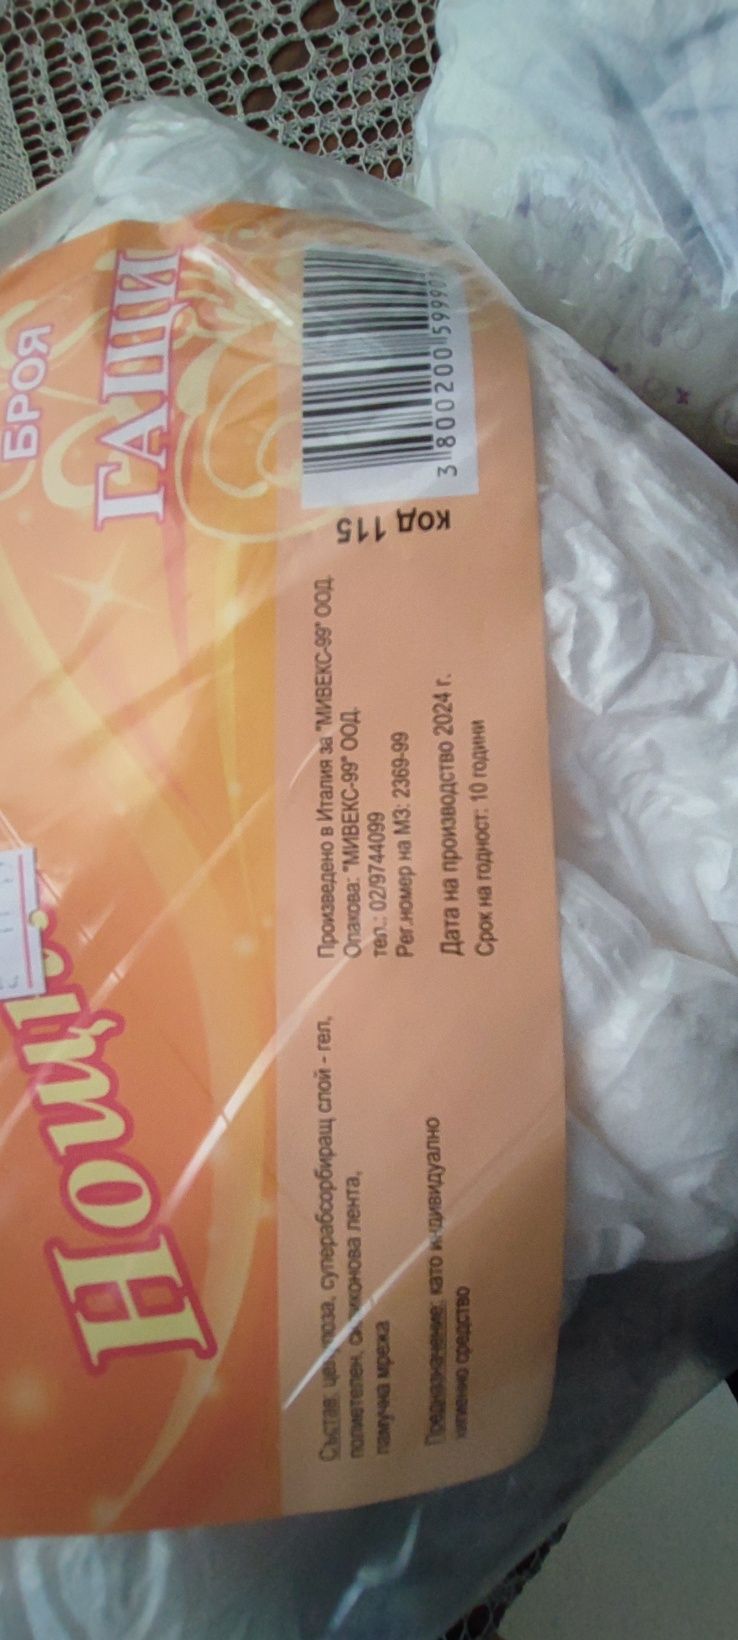 БРОЯ
ГАЩИ
Състав: целулоза, суперабсорбиращ слой - гел,
полиетелен, силиконова лента,
памучна мрежа
Предназначение: като индивидуално
хигиенно средство
Произведено в Италия за "МИВЕКС-99" ООД.
Опакова: "МИВЕКС-99" ООД.
тел.: 02/9744099
Рег.номер на МЗ: 2369-99
Дата на производство 2024 г.
Срок на годност: 10 години
код 115
3 800200 59990